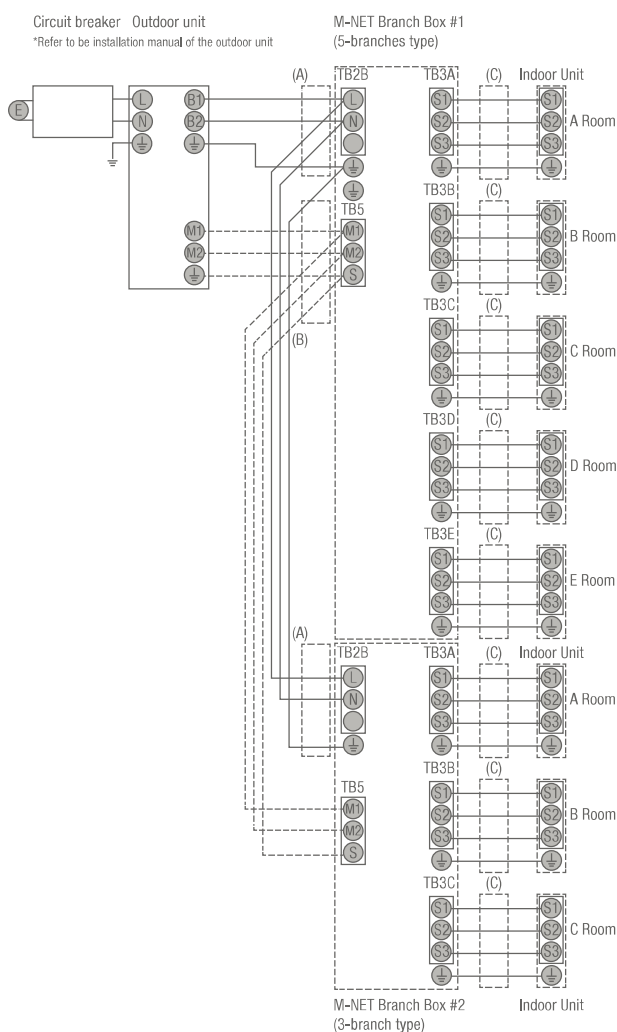 Circuit breaker Outdoor unit
*Refer to be installation manual of the outdoor unit
M-NET Branch Box #1
(5-branches type)
(A) TB2B TB3A (C) Indoor Unit
E L B1 L S1 S1
N B2 N S2 S2 A Room
S3 S3
TB3B (C)
TB5 S1 S1
M1 M1 S2 S2 B Room
M2 M2 S3 S3
S
TB3C (C)
(B) S1 S1
S2 S2 C Room
S3 S3
TB3D (C)
S1 S1
S2 S2 D Room
S3 S3
TB3E (C)
S1 S1
S2 S2 E Room
S3 S3
(A) TB2B TB3A (C) Indoor Unit
L S1 S1
N S2 S2 A Room
S3 S3
TB3B (C)
TB5 S1 S1
M1 S2 S2 B Room
M2 S3 S3
S
TB3C (C)
S1 S1
S2 S2 C Room
S3 S3
M-NET Branch Box #2 Indoor Unit
(3-branch type)